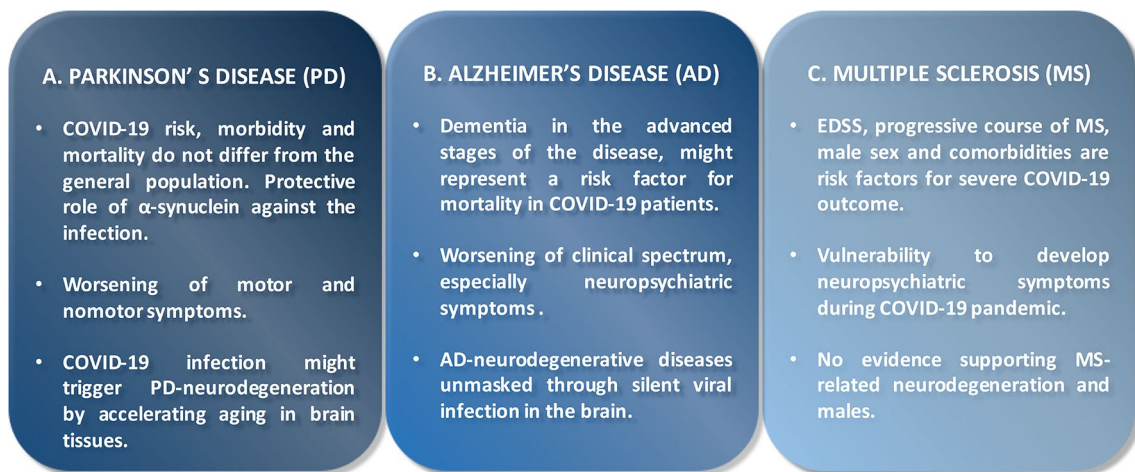 A. PARKINSON’ S DISEASE (PD)
• COVID-19 risk, morbidity and
mortality do not differ from the
general population. Protective
role of α-synuclein against the
infection.
• Worsening of motor and
nomotor symptoms.
• COVID-19 infection might
trigger PD-neurodegeneration
by accelerating aging in brain
tissues.
B. ALZHEIMER’S DISEASE (AD)
• Dementia in the advanced
stages of the disease, might
represent a risk factor for
mortality in COVID-19 patients.
• Worsening of clinical spectrum,
especially neuropsychiatric
symptoms .
• AD-neurodegenerative diseases
unmasked through silent viral
infection in the brain.
C. MULTIPLE SCLEROSIS (MS)
• EDSS, progressive course of MS,
male sex and comorbidities are
risk factors for severe COVID-19
outcome.
• Vulnerability to develop
neuropsychiatric symptoms
during COVID-19 pandemic.
• No evidence supporting MS-
related neurodegeneration and
males.